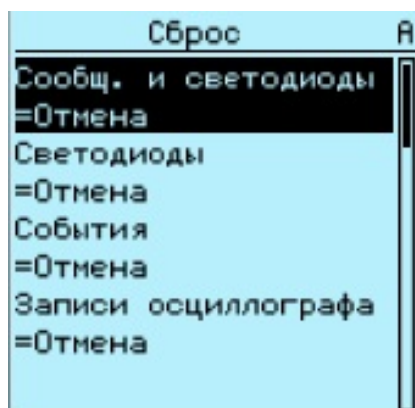 Сброс А
Сообщ. и светодиоды
=Отмена
Светодиоды
=Отмена
События
=Отмена
Записи осциллографа
=Отмена